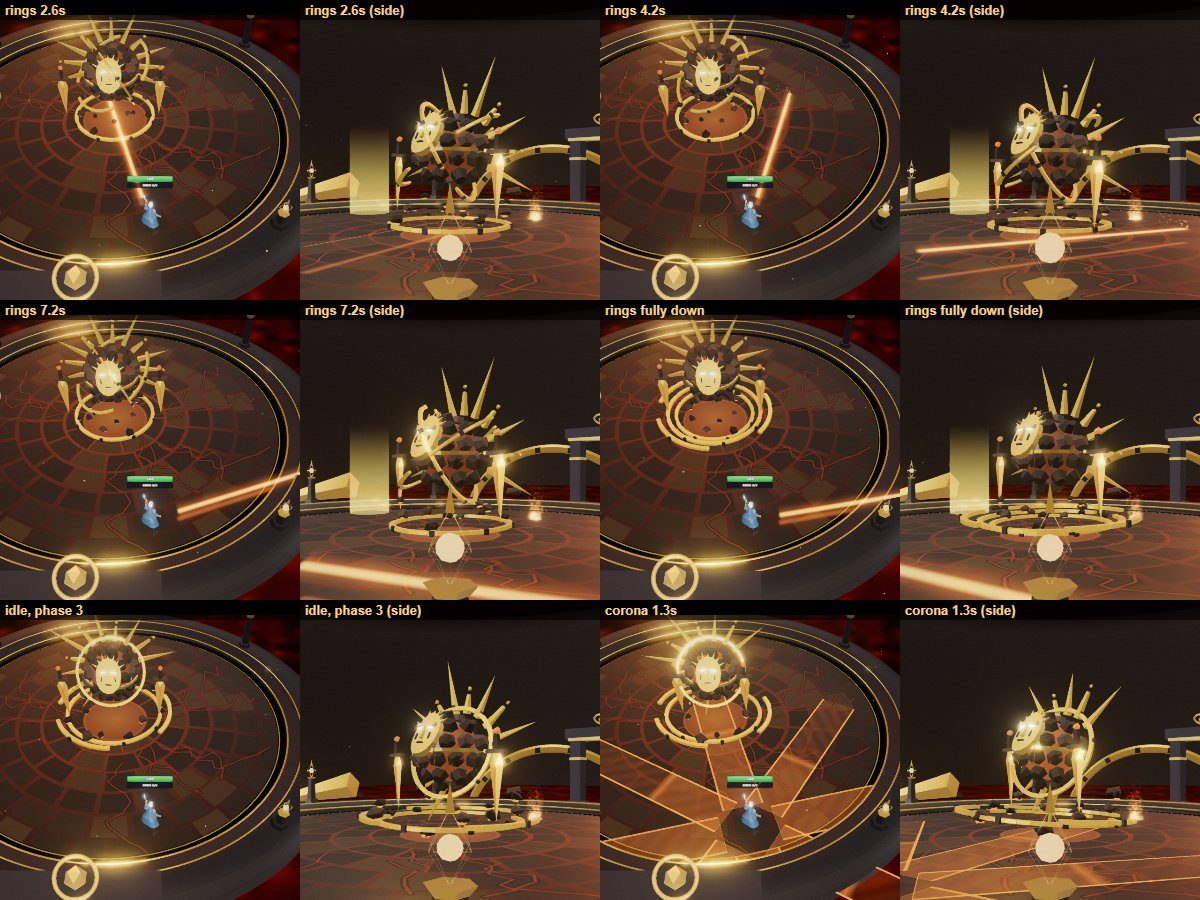 rings 2.6s
rings 2.6s (side)
rings 4.2s
rings 4.2s (side)
rings 7.2s
rings 7.2s (side)
rings fully down
rings fully down (side)
idle, phase 3
idle, phase 3 (side)
corona 1.3s
corona 1.3s (side)